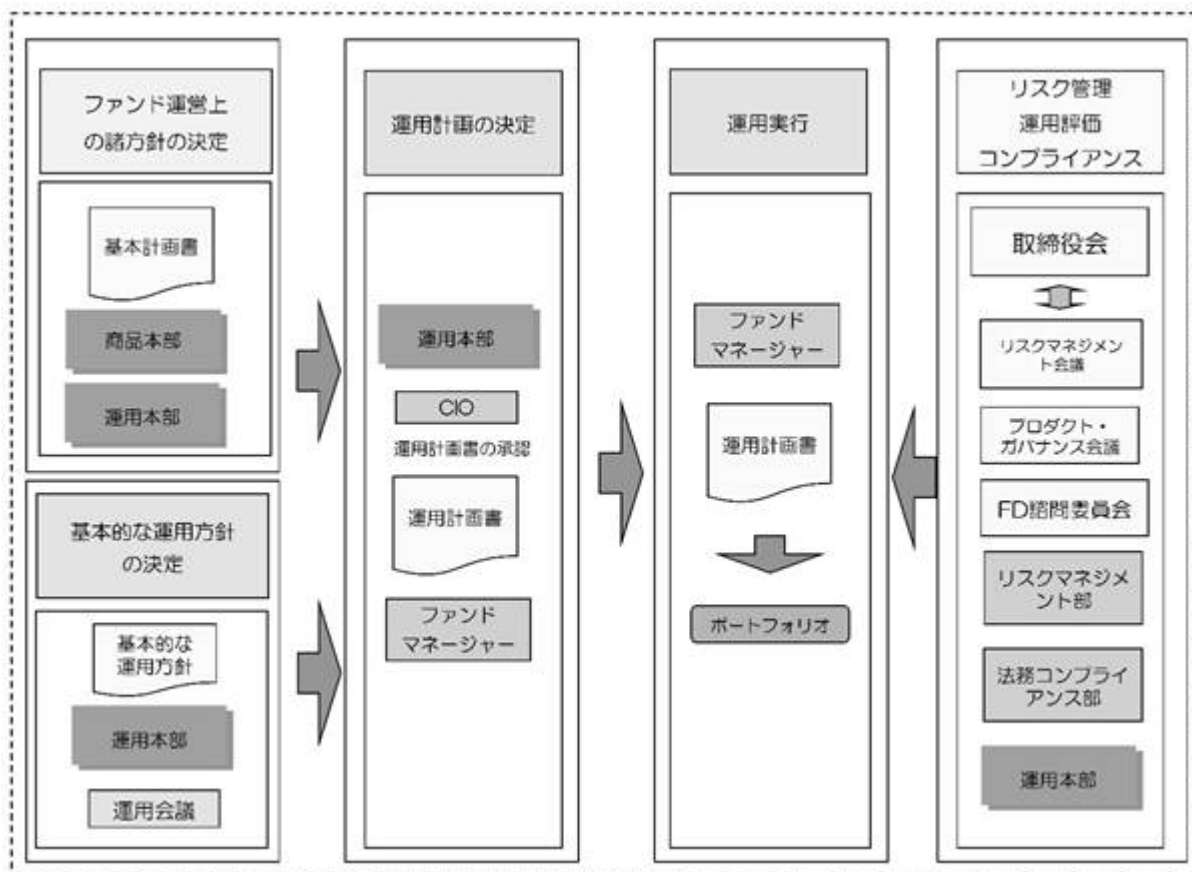 ファンド運営上
の諸方針の決定
基本計画書
商品本部
運用本部
基本的な運用方針
の決定
基本的な
運用方針
運用本部
運用会議
運用計画の決定
運用本部
CIO
運用計画書の承認
運用計画書
ファンド
マネージャー
運用実行
ファンド
マネージャー
運用計画書
ポートフォリオ
リスク管理
運用評価
コンプライアンス
取締役会
リスクマネジメン
ト会議
プロダクト・
ガバナンス会議
FD諮問委員会
リスクマネジメ
ント部
法務コンプライ
アンス部
運用本部